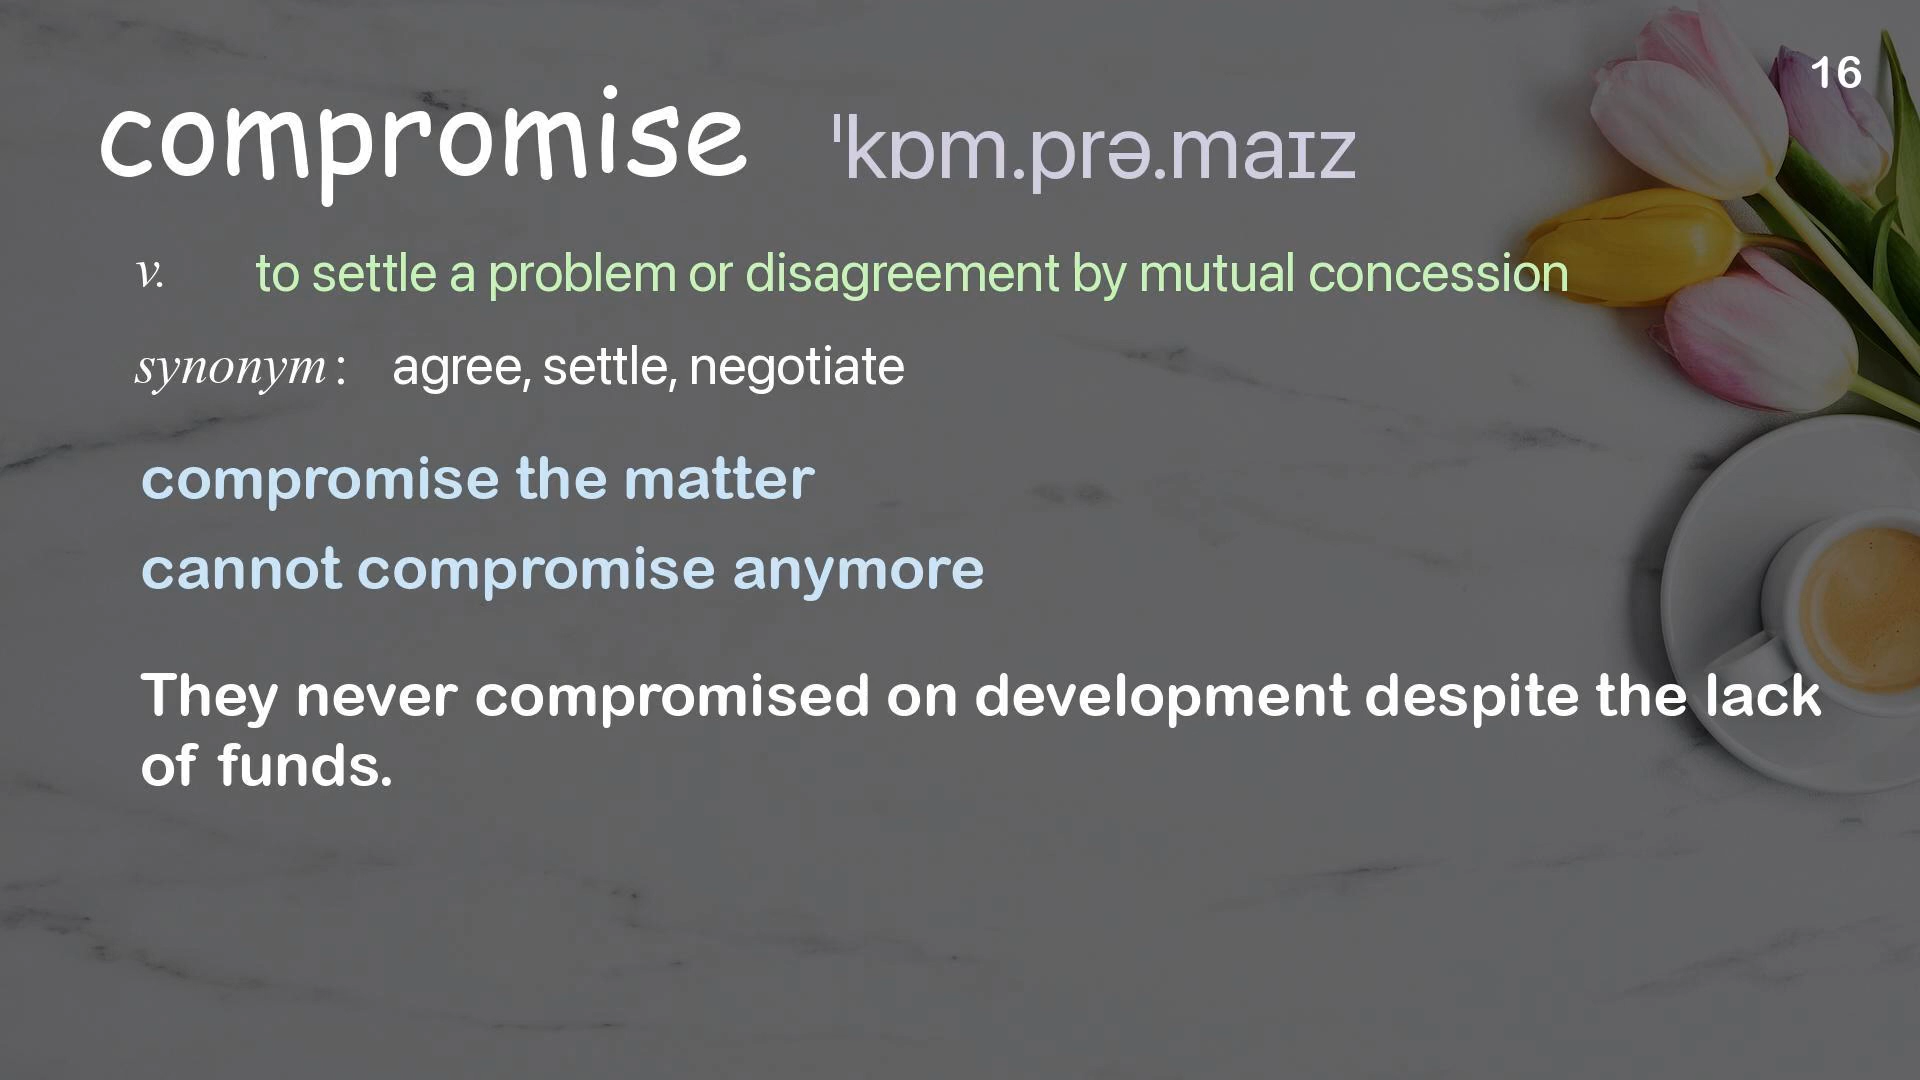 16
compromise ˈkɒm.prə.maɪz
v. to settle a problem or disagreement by mutual concession
synonym : agree, settle, negotiate
compromise the matter
cannot compromise anymore
They never compromised on development despite the lack
of funds.